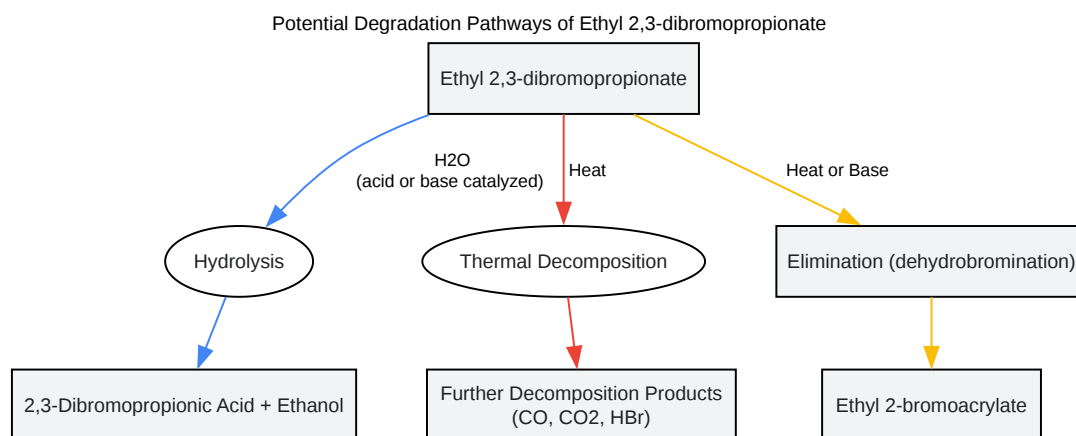 Potential Degradation Pathways of Ethyl 2,3-dibromopropionate
Ethyl 2,3-dibromopropionate
H2O
(acid or base catalyzed)
Heat
Heat or Base
Hydrolysis
Thermal Decomposition
Elimination (dehydrobromination)
2,3-Dibromopropionic Acid + Ethanol
Further Decomposition Products
(CO, CO2, HBr)
Ethyl 2-bromoacrylate